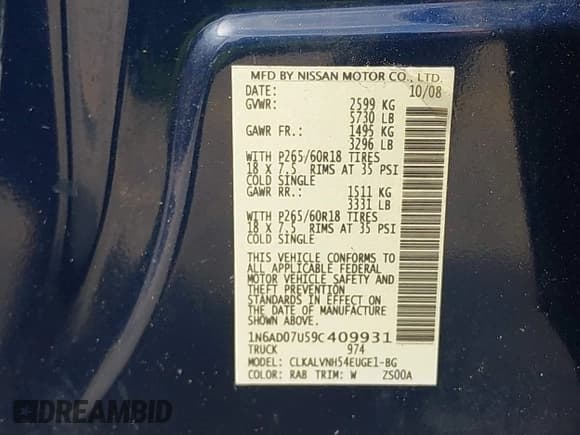 MFD BY NISSAN MOTOR CO., LTD.
DATE: 10/08
GVWR: 2599 KG
5730 LB
GAWR FR.: 1495 KG
3296 LB
WITH P265/60R18 TIRES
18 X 7.5 RIMS AT 35 PSI
COLD SINGLE
GAWR RR.: 1511 KG
3331 LB
WITH P265/60R18 TIRES
18 X 7.5 RIMS AT 35 PSI
COLD SINGLE
THIS VEHICLE CONFORMS TO
ALL APPLICABLE FEDERAL
MOTOR VEHICLE SAFETY AND
THEFT PREVENTION
STANDARDS IN EFFECT ON
THE DATE OF MANUFACTURE
SHOWN ABOVE.
1N6AD07U59C409931
TRUCK 974
MODEL: CLKALVNH54EUGE1-BG
COLOR: RAB TRIM: W ZS00A
DREAMBID